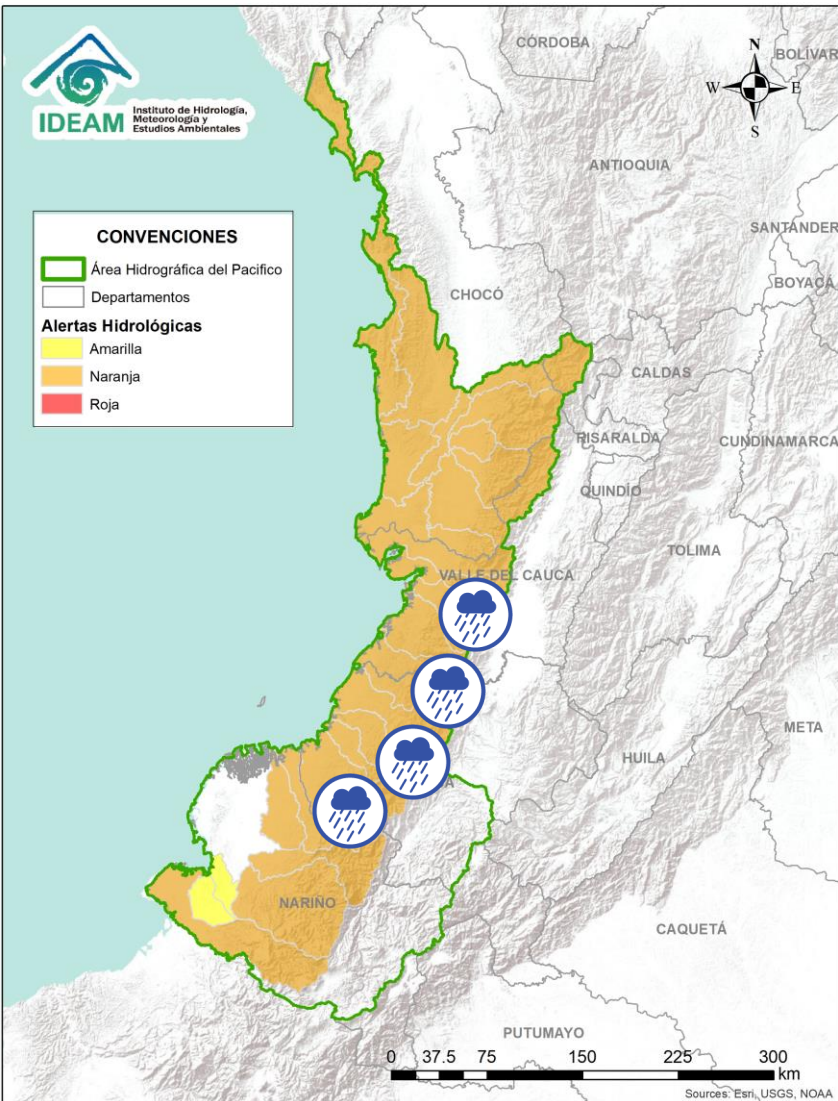 IDEAM
Instituto de Hidrología,
Meteorología y
Estudios Ambientales
CONVENCIONES
Área Hidrográfica del Pacifico
Departamentos
Alertas Hidrológicas
Amarilla
Naranja
Roja
N
W
E
S
CÓRDOBA
BOLÍVAR
ANTIOQUIA
SANTANDER
BOYACÁ
CHOCÓ
CALDAS
RISARALDA
CUNDINAMARCA
QUINDÍO
TOLIMA
VALLE DEL CAUCA
META
HUILA
NARIÑO
CAQUETÁ
PUTUMAYO
0 37.5 75 150 225 300
km
Sources: Esri, USGS, NOAA